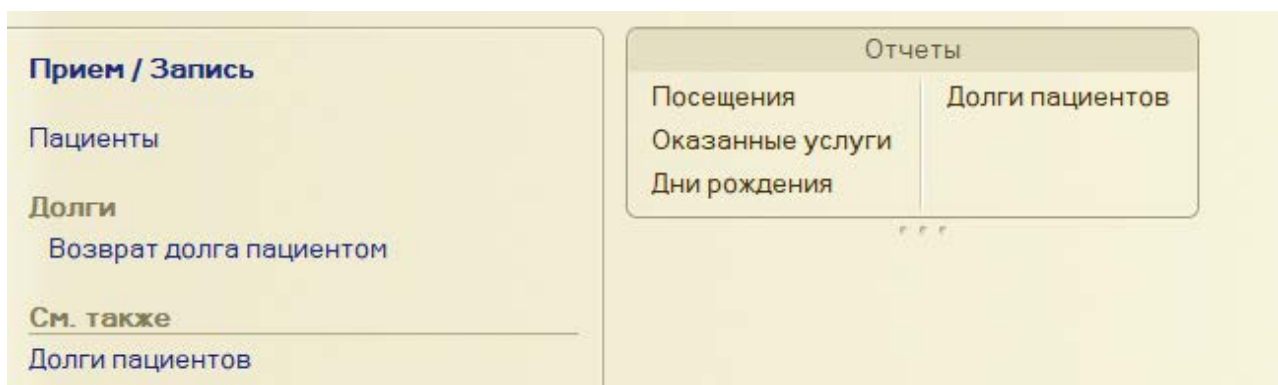 Прием / Запись
Пациенты
Долги
Возврат долга пациентом
См. также
Долги пациентов
Отчеты
Посещения
Оказанные услуги
Дни рождения
Долги пациентов